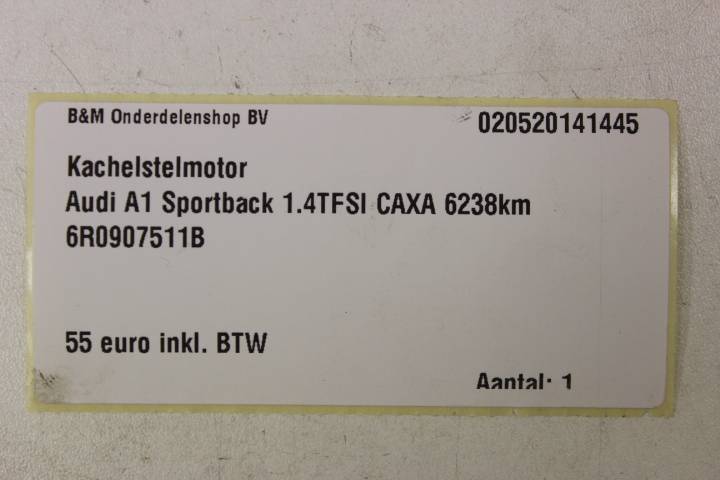 B&M Onderdelenshop BV
020520141445
Kachelstelmotor
Audi A1 Sportback 1.4TFSI CAXA 6238km
6R0907511B
55 euro inkl. BTW
Aantal: 1